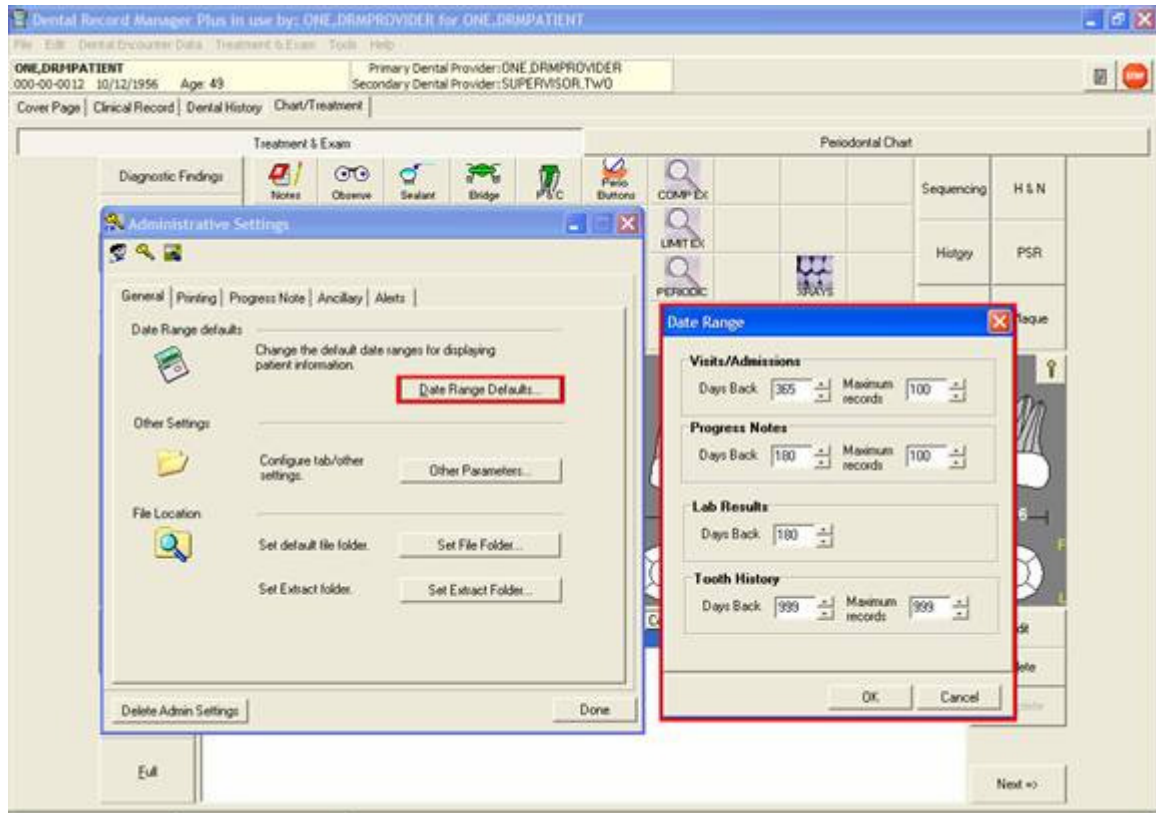 Dental Record Manager Plus in use by: ONE,DRMPROVIDER for ONE,DRMPATIENT
File Edit Dental Encounter Data Treatment & Exam Tools Help
ONE,DRMPATIENT Primary Dental Provider: ONE,DRMPROVIDER
000-00-0012 10/12/1956 Age: 49 Secondary Dental Provider: SUPERVISOR,TWO
STOP
Cover Page Clinical Record Dental History Chart/Treatment
Treatment & Exam Periodontal Chart
Diagnostic Findings
Notes Observe Sealant Bridge P & C Perio Buttons COMP EX
LIMIT EX
PERIODIC XRAYS
Sequencing H & N
History PSR
Plaque
Administrative Settings
General Printing Progress Note Ancillary Alerts
Date Range defaults
Change the default date ranges for displaying
patient information.
Date Range Defaults...
Other Settings
Configure tab/other
settings.
Other Parameters...
File Location
Set default file folder. Set File Folder...
Set Extract folder. Set Extract Folder...
Delete Admin Settings Done
Date Range
Visits/Admissions
Days Back 365 Maximum records 100
Progress Notes
Days Back 180 Maximum records 100
Lab Results
Days Back 180
Tooth History
Days Back 999 Maximum records 999
OK Cancel
F
L
Full
Next =>